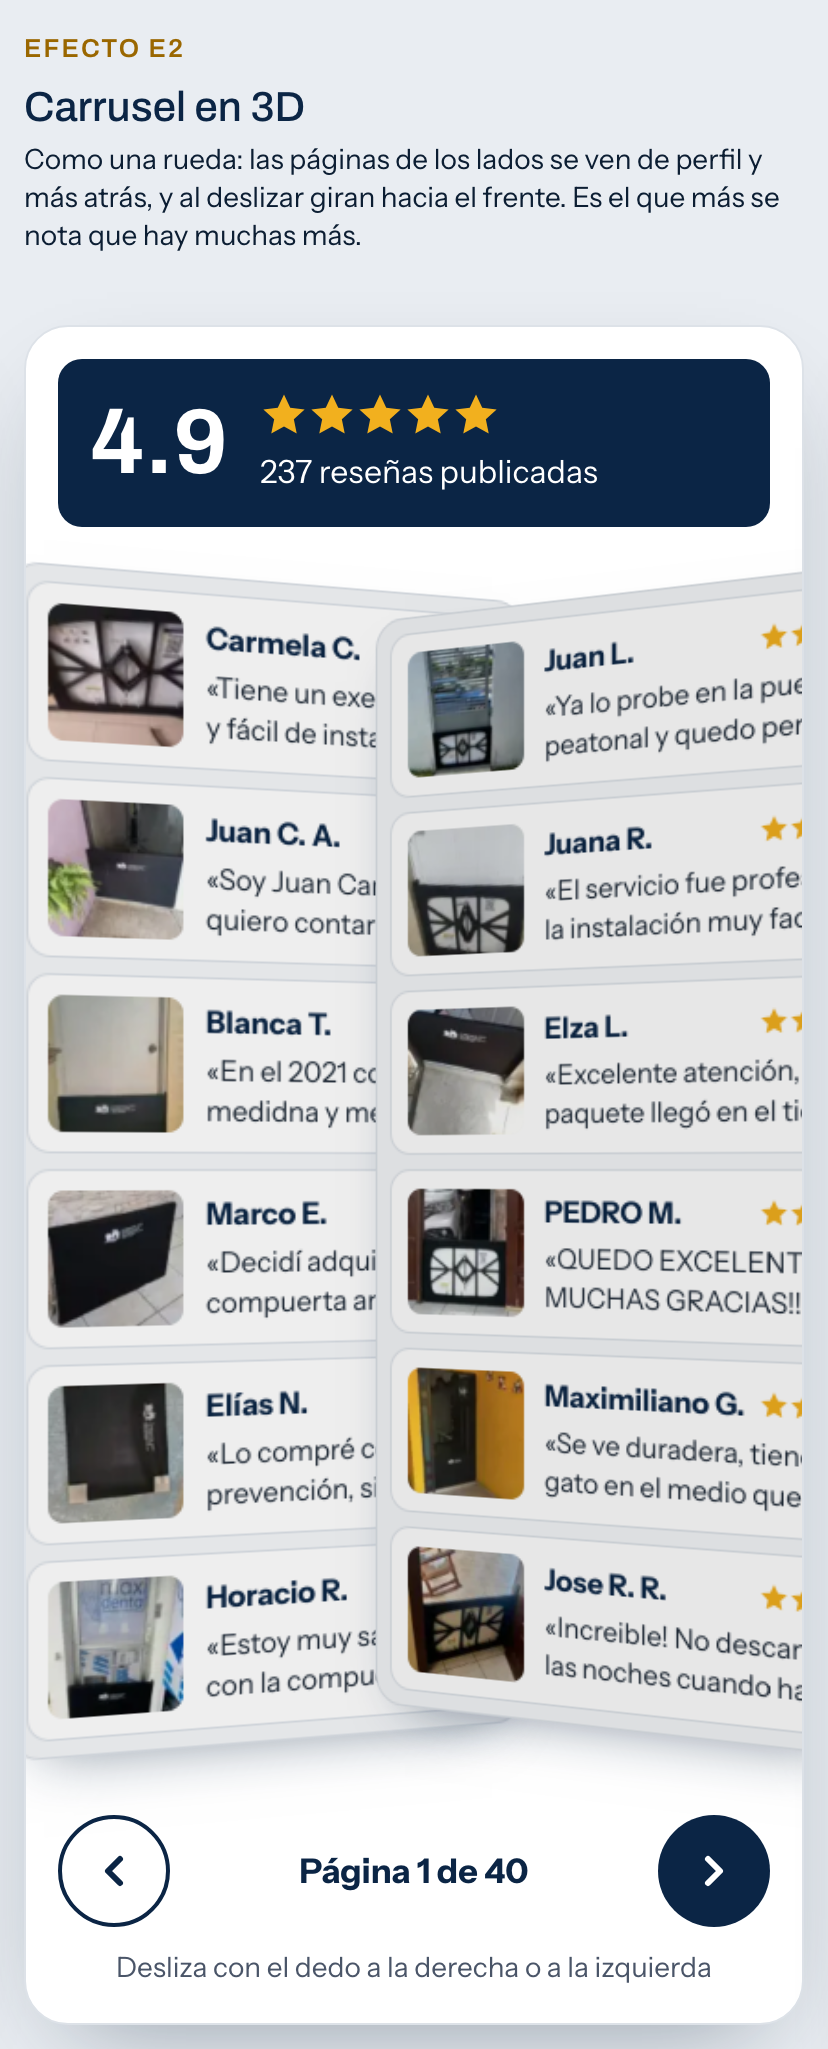 EFECTO E2
Carrusel en 3D
Como una rueda: las páginas de los lados se ven de perfil y
más atrás, y al deslizar giran hacia el frente. Es el que más se
nota que hay muchas más.
4.9
237 reseñas publicadas
Carmela C.
«Tiene un exe
y fácil de insta
Juan C. A.
«Soy Juan Car
quiero contar
Blanca T.
«En el 2021 co
medidna y me
Marco E.
«Decidí adqui
compuerta an
Elías N.
«Lo compré c
prevención, si
Horacio R.
«Estoy muy sa
con la compu
Juan L.
«Ya lo probe en la pue
peatonal y quedo per
Juana R.
«El servicio fue profe
la instalación muy fac
Elza L.
«Excelente atención,
paquete llegó en el ti
PEDRO M.
«QUEDO EXCELENT
MUCHAS GRACIAS!!
Maximiliano G.
«Se ve duradera, tien
gato en el medio que
Jose R. R.
«Increible! No descan
las noches cuando ha
Página 1 de 40
Desliza con el dedo a la derecha o a la izquierda